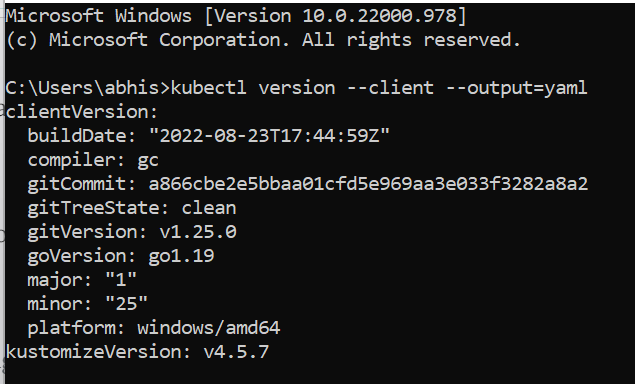 Microsoft Windows [Version 10.0.22000.978]
(c) Microsoft Corporation. All rights reserved.
C:\Users\abhis>kubectl version --client --output=yaml
clientVersion:
  buildDate: "2022-08-23T17:44:59Z"
  compiler: gc
  gitCommit: a866cbe2e5bbaa01cfd5e969aa3e033f3282a8a2
  gitTreeState: clean
  gitVersion: v1.25.0
  goVersion: go1.19
  major: "1"
  minor: "25"
  platform: windows/amd64
kustomizeVersion: v4.5.7